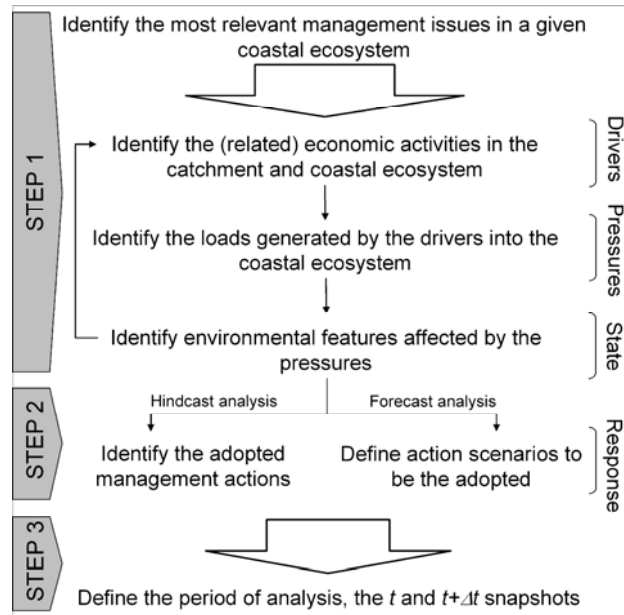 Identify the most relevant management issues in a given
coastal ecosystem
STEP 1
Identify the (related) economic activities in the
catchment and coastal ecosystem
Drivers
Identify the loads generated by the drivers into the
coastal ecosystem
Pressures
Identify environmental features affected by the
pressures
State
STEP 2
Hindcast analysis
Forecast analysis
Identify the adopted
management actions
Define action scenarios to
be the adopted
Response
STEP 3
Define the period of analysis, the t and t+Δt snapshots